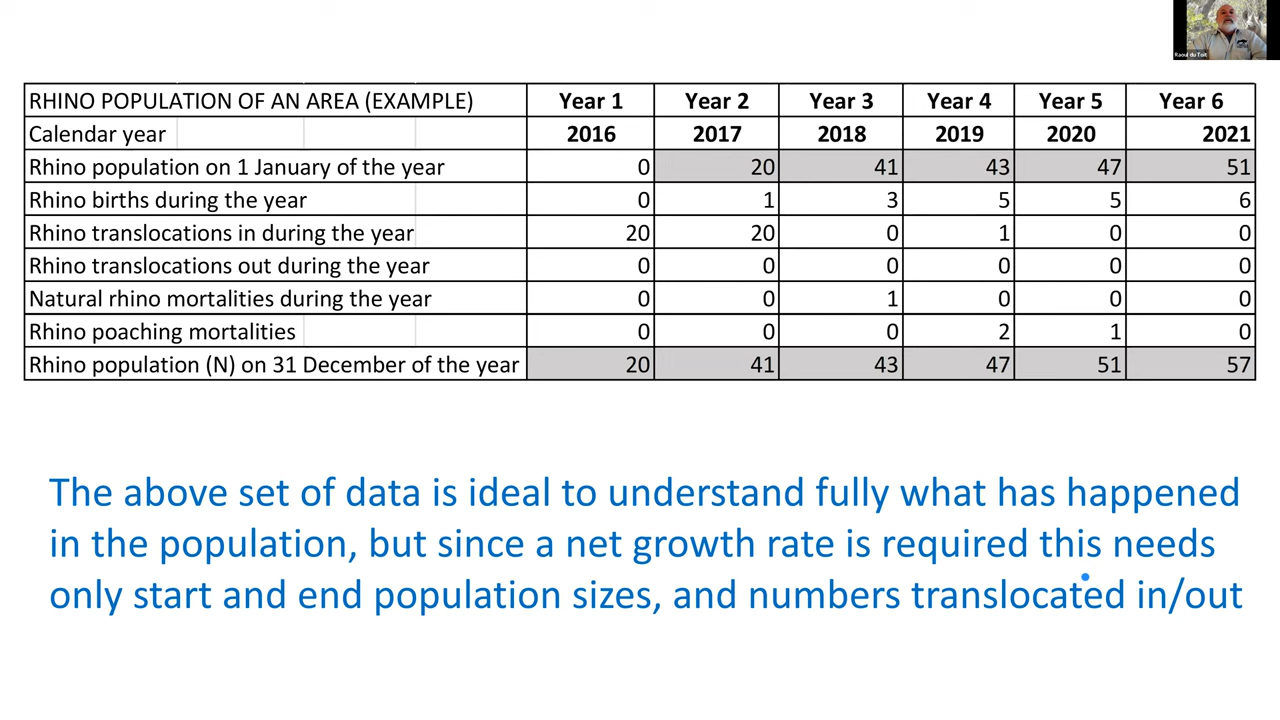 Raoul du Toit
RHINO POPULATION OF AN AREA (EXAMPLE) Year 1 Year 2 Year 3 Year 4 Year 5 Year 6
Calendar year 2016 2017 2018 2019 2020 2021
Rhino population on 1 January of the year 0 20 41 43 47 51
Rhino births during the year 0 1 3 5 5 6
Rhino translocations in during the year 20 20 0 1 0 0
Rhino translocations out during the year 0 0 0 0 0 0
Natural rhino mortalities during the year 0 0 1 0 0 0
Rhino poaching mortalities 0 0 0 2 1 0
Rhino population (N) on 31 December of the year 20 41 43 47 51 57
The above set of data is ideal to understand fully what has happened
in the population, but since a net growth rate is required this needs
only start and end population sizes, and numbers translocated in/out